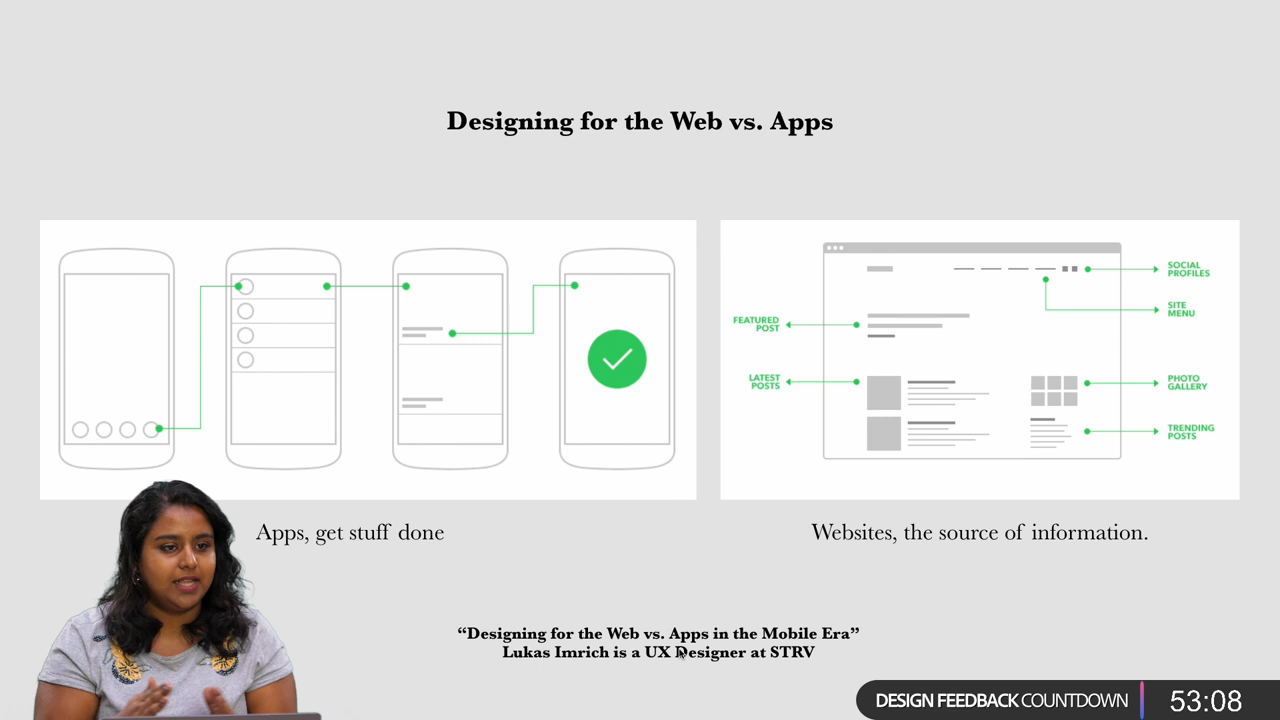 Designing for the Web vs. Apps
SOCIAL
PROFILES
SITE
MENU
FEATURED
POST
LATEST
POSTS
PHOTO
GALLERY
TRENDING
POSTS
Apps, get stuff done
Websites, the source of information.
“Designing for the Web vs. Apps in the Mobile Era”
Lukas Imrich is a UX Designer at STRV
DESIGN FEEDBACK COUNTDOWN 53:08